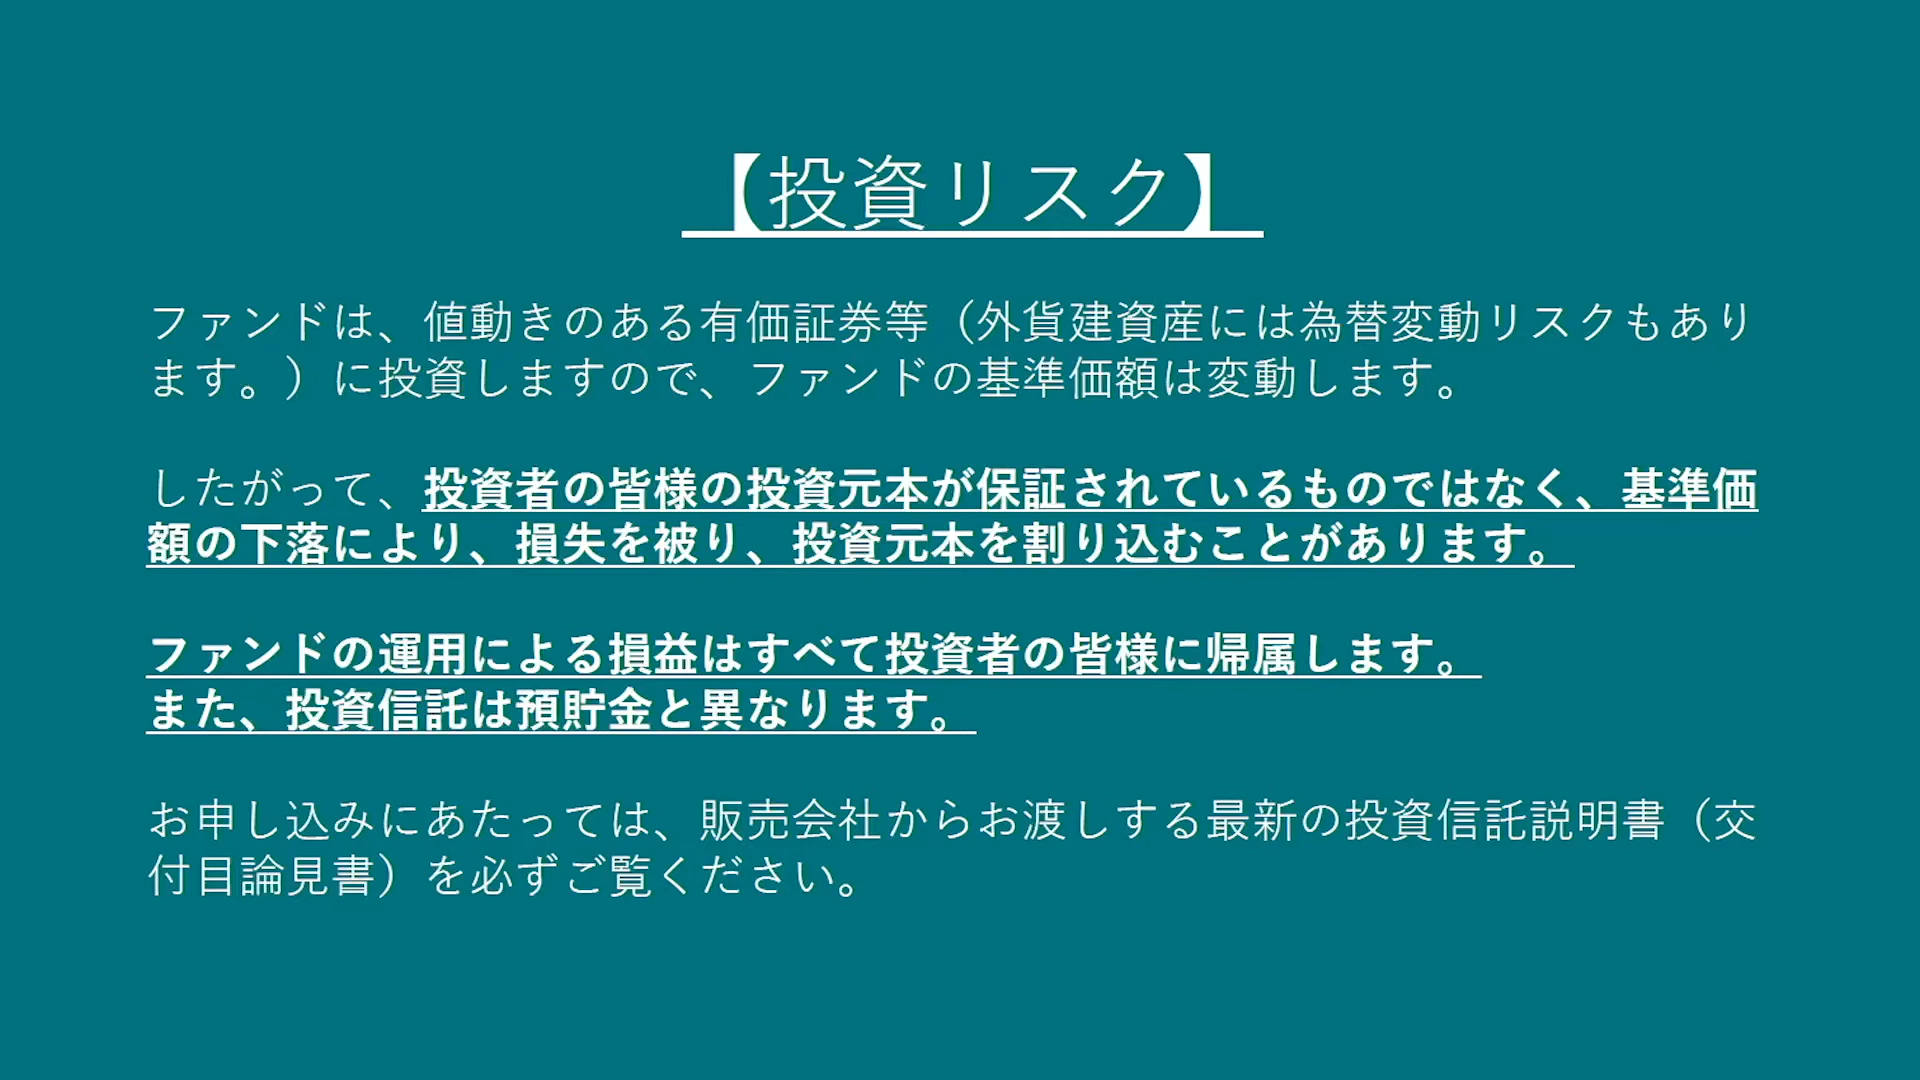 【投資リスク】
ファンドは、値動きのある有価証券等（外貨建資産には為替変動リスクもあり
ます。）に投資しますので、ファンドの基準価額は変動します。
したがって、投資者の皆様の投資元本が保証されているものではなく、基準価
額の下落により、損失を被り、投資元本を割り込むことがあります。
ファンドの運用による損益はすべて投資者の皆様に帰属します。
また、投資信託は預貯金と異なります。
お申し込みにあたっては、販売会社からお渡しする最新の投資信託説明書（交
付目論見書）を必ずご覧ください。